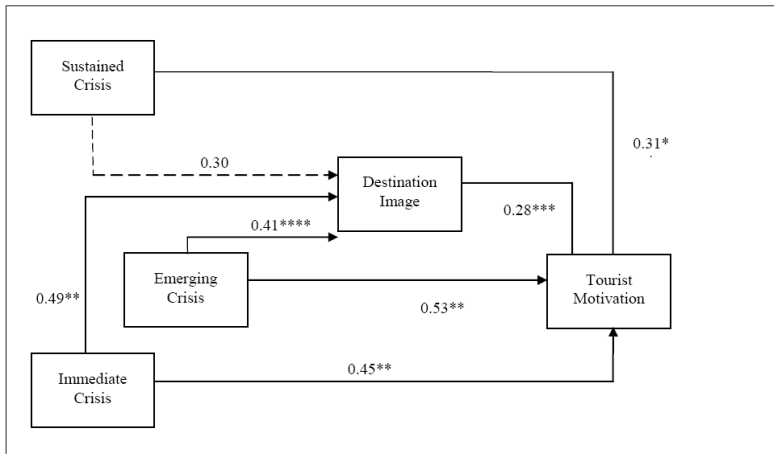 Sustained
Crisis
0.31*
0.30
Destination
Image
0.28***
0.41****
Emerging
Crisis
Tourist
Motivation
0.49**
0.53**
Immediate
Crisis
0.45**